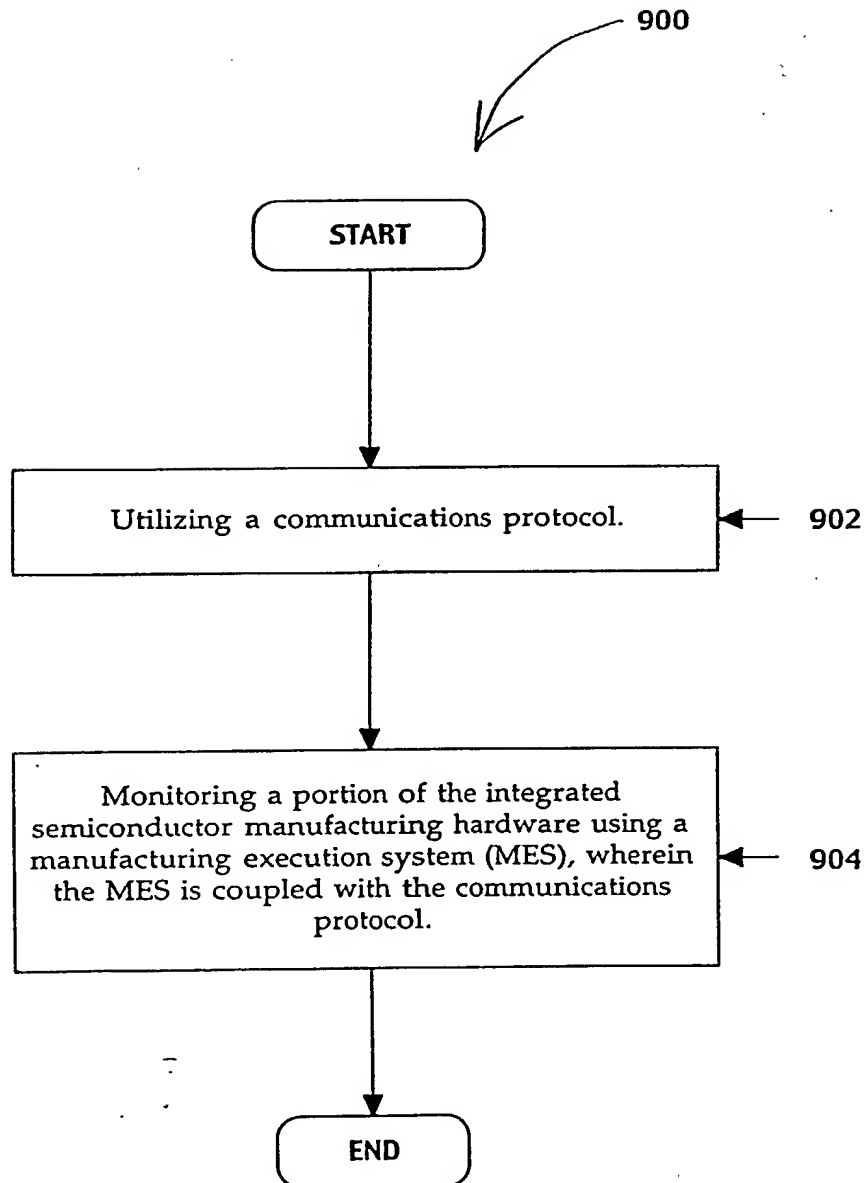 900
START
Utilizing a communications protocol.
902
Monitoring a portion of the integrated
semiconductor manufacturing hardware using a
manufacturing execution system (MES), wherein
the MES is coupled with the communications
protocol.
904
END